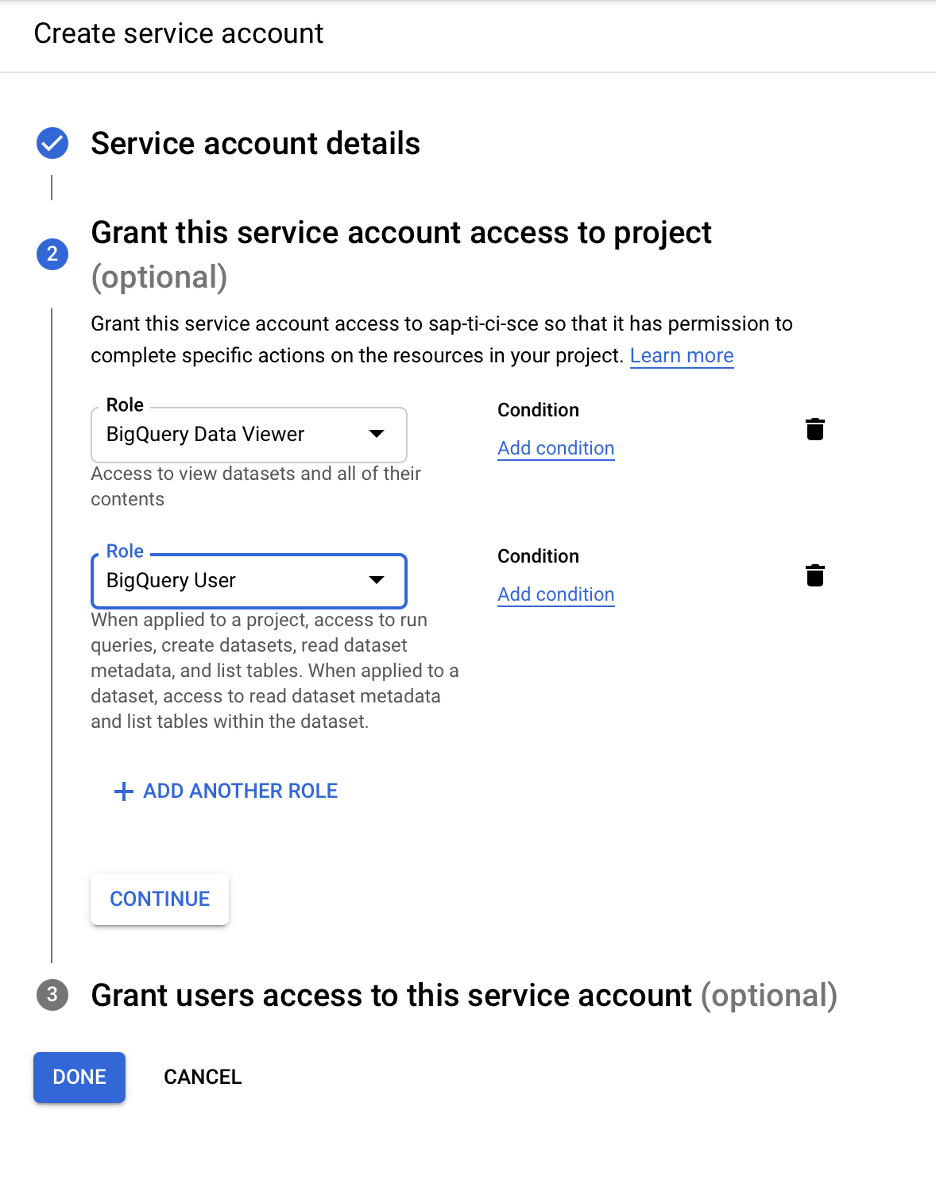 Create service account
Service account details
2
Grant this service account access to project
(optional)
Grant this service account access to sap-ti-ci-sce so that it has permission to
complete specific actions on the resources in your project. Learn more
Role
BigQuery Data Viewer
Condition
Add condition
Access to view datasets and all of their
contents
Role
BigQuery User
Condition
Add condition
When applied to a project, access to run
queries, create datasets, read dataset
metadata, and list tables. When applied to a
dataset, access to read dataset metadata
and list tables within the dataset.
+ ADD ANOTHER ROLE
CONTINUE
3
Grant users access to this service account (optional)
DONE
CANCEL